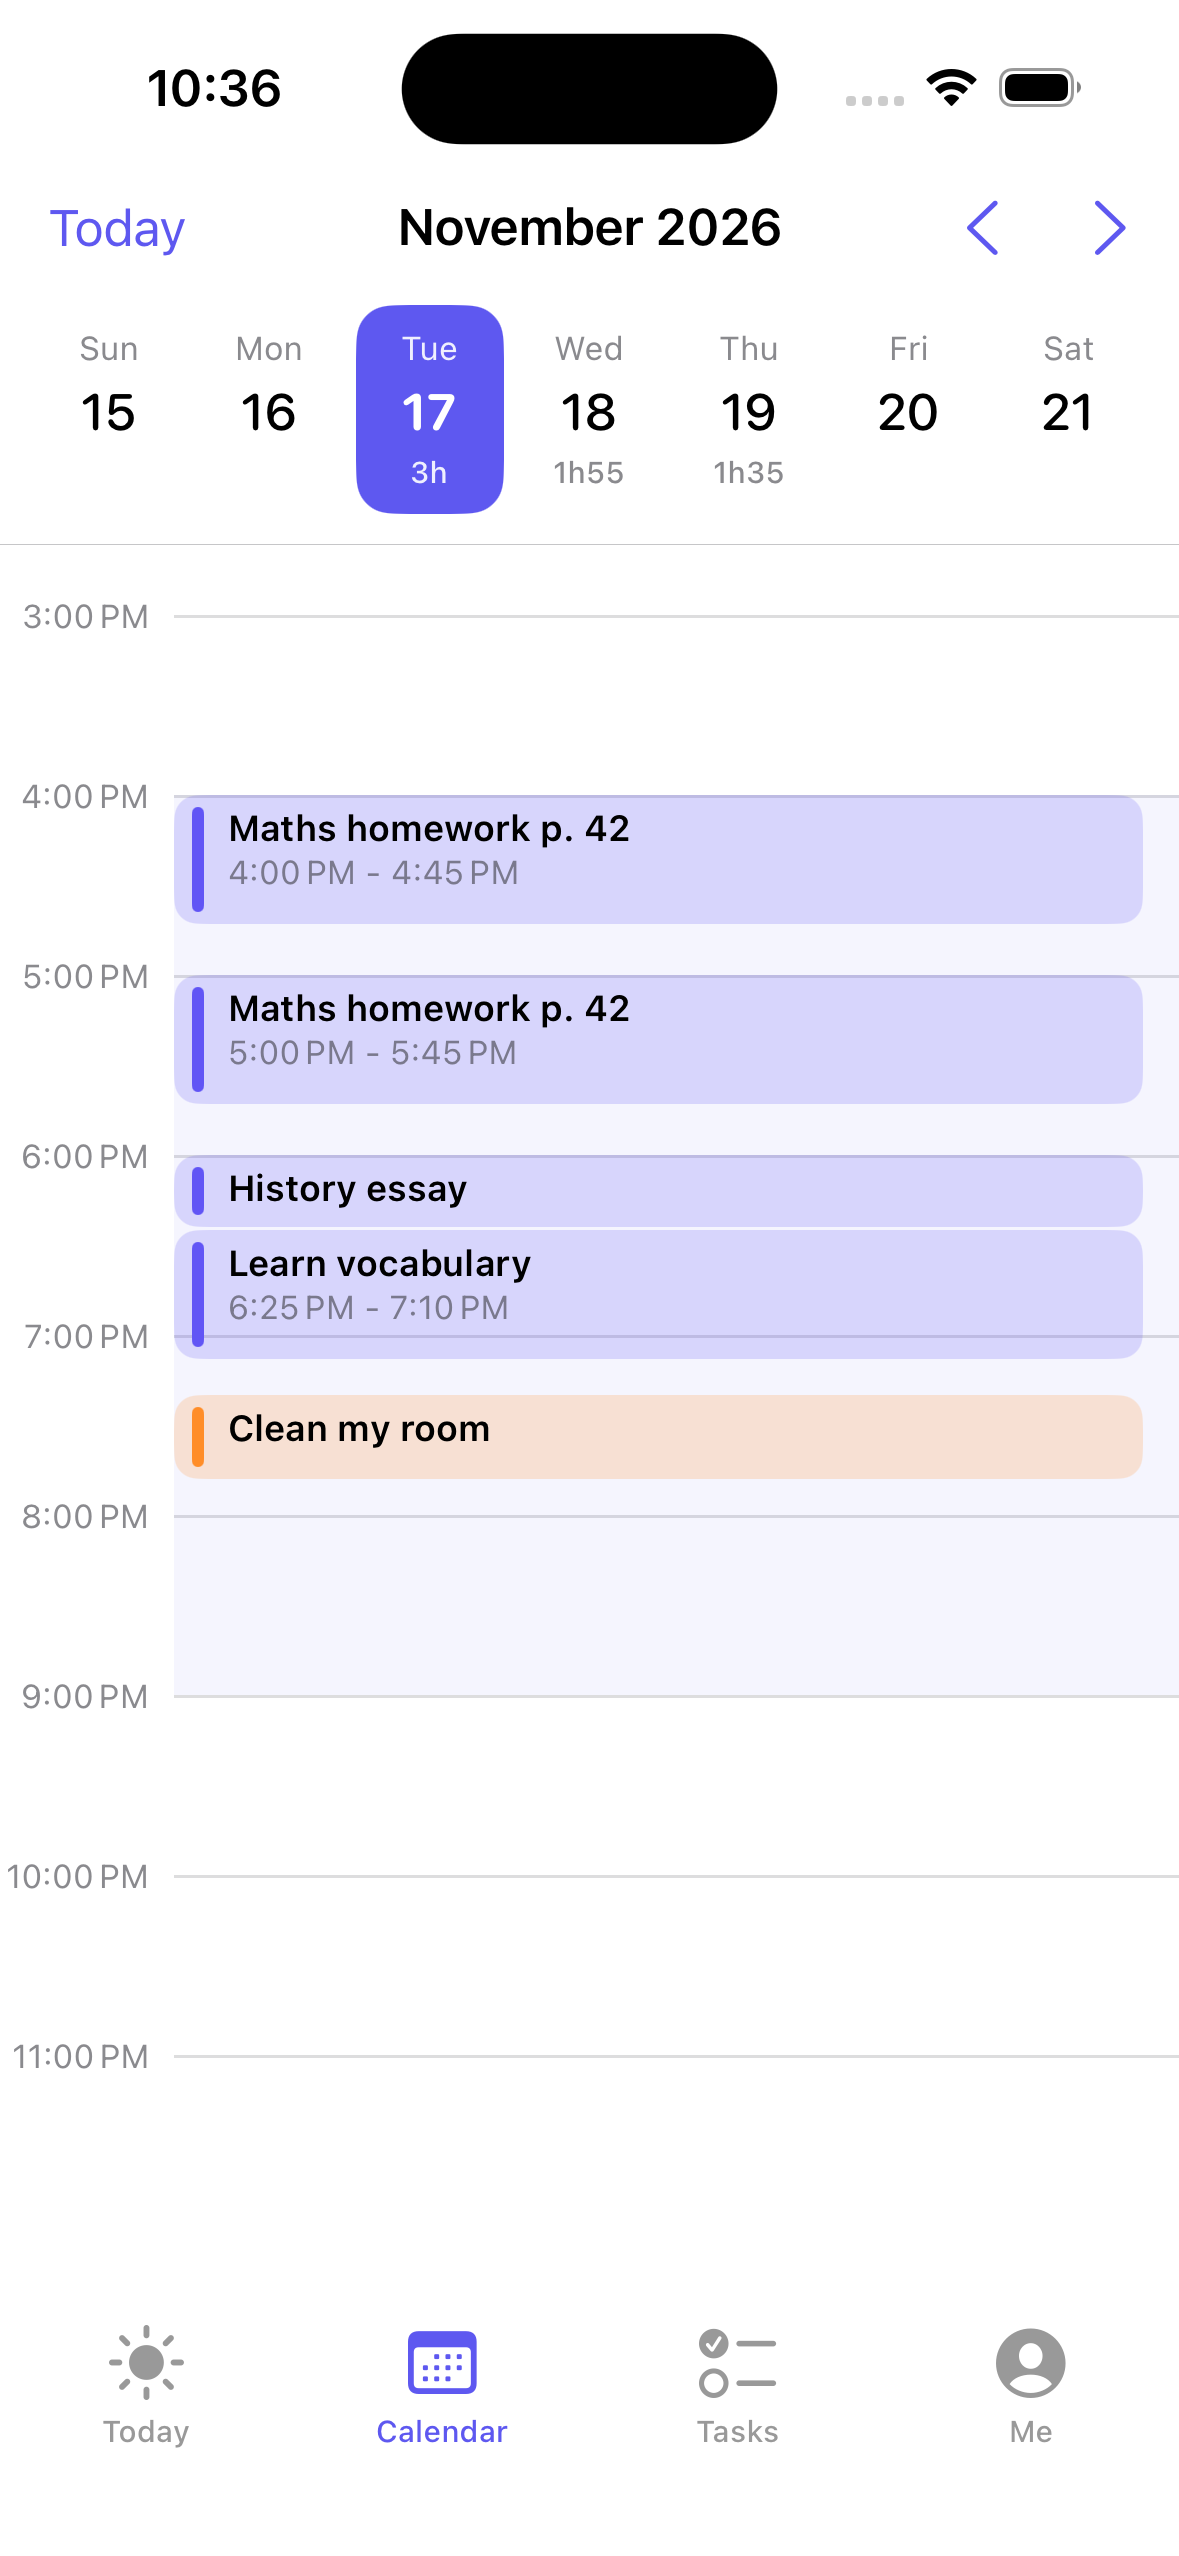 10:36
Today
November 2026
Sun Mon Tue Wed Thu Fri Sat
15 16 17 18 19 20 21
3h 1h55 1h35
3:00 PM
4:00 PM
Maths homework p. 42
4:00 PM - 4:45 PM
5:00 PM
Maths homework p. 42
5:00 PM - 5:45 PM
6:00 PM
History essay
Learn vocabulary
6:25 PM - 7:10 PM
7:00 PM
Clean my room
8:00 PM
9:00 PM
10:00 PM
11:00 PM
Today Calendar Tasks Me